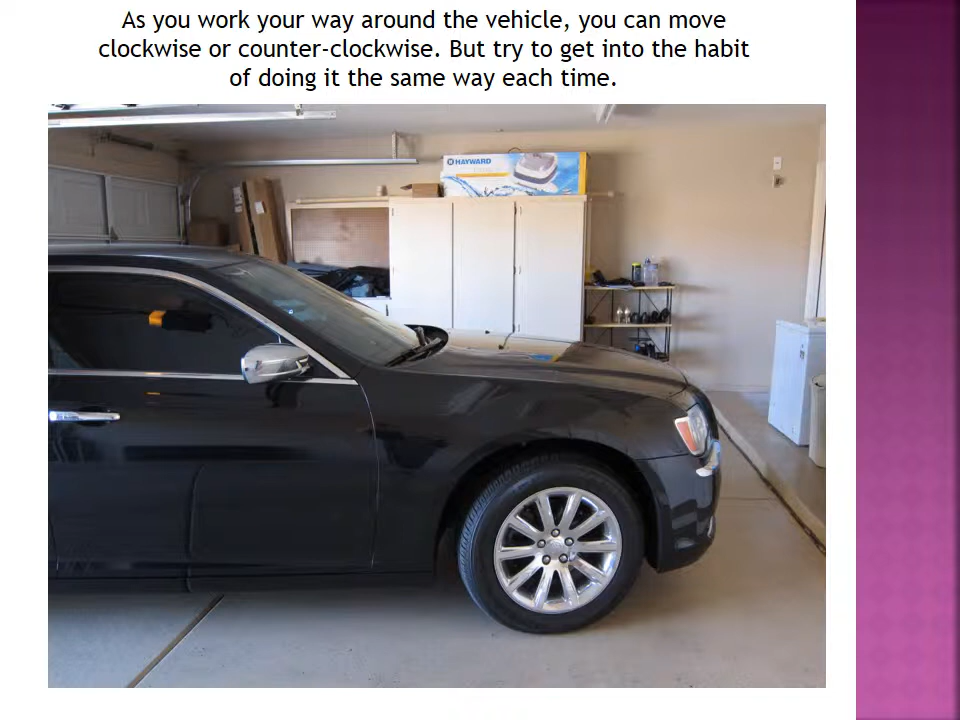 As you work your way around the vehicle, you can move
clockwise or counter-clockwise. But try to get into the habit
of doing it the same way each time.
HAYWARD